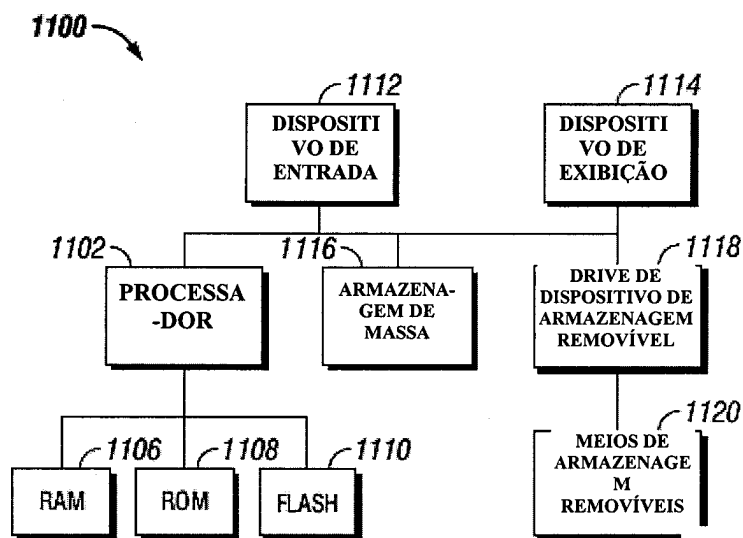 1100
1112
1114
DISPOSITI
VO DE
ENTRADA
DISPOSITI
VO DE
EXIBIÇÃO
1102
1116
1118
PROCESSA
-DOR
ARMAZENA-
GEM DE
MASSA
DRIVE DE
DISPOSITIVO DE
ARMAZENAGEM
REMOVÍVEL
1120
MEIOS DE
ARMAZENAGE
M
REMOVÍVEIS
1106
1108
1110
RAM
ROM
FLASH